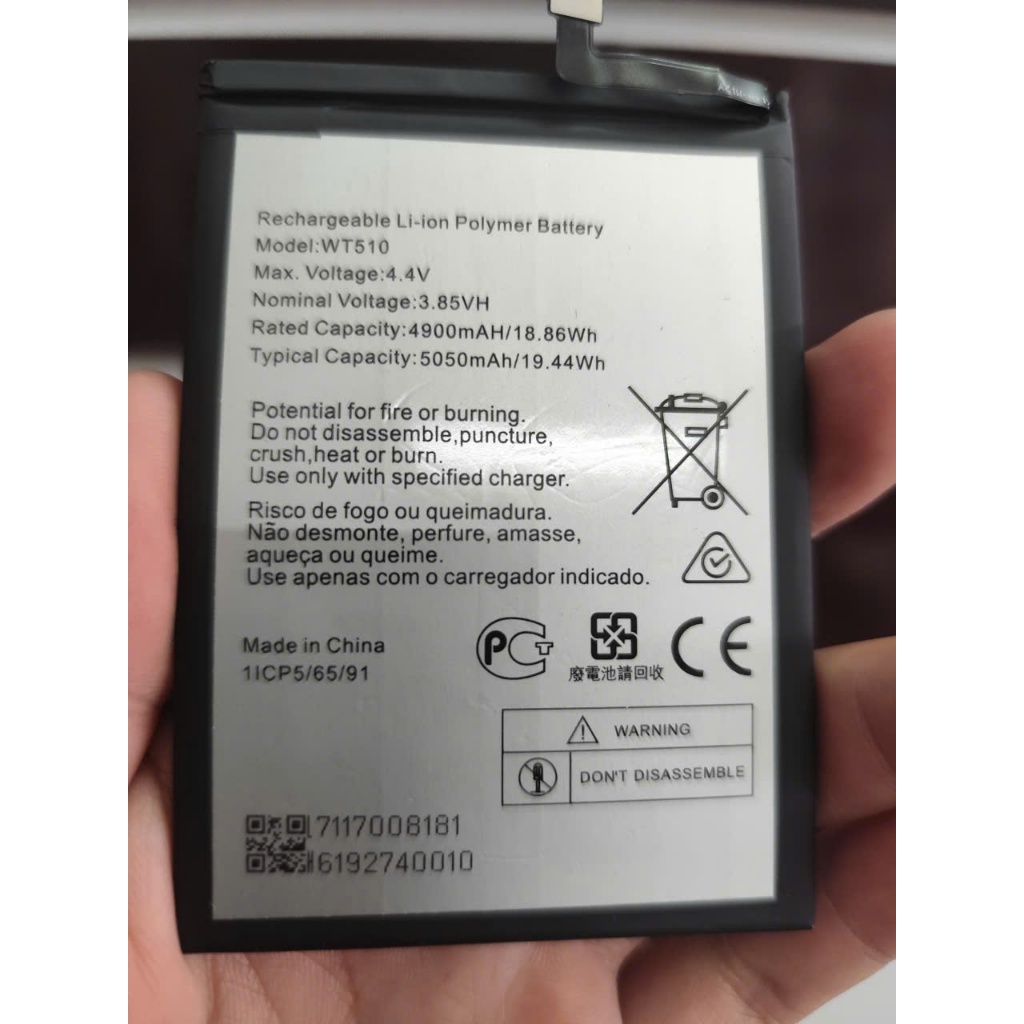 Rechargeable Li-ion Polymer Battery
Model:WT510
Max. Voltage:4.4V
Nominal Voltage:3.85VH
Rated Capacity:4900mAH/18.86Wh
Typical Capacity:5050mAh/19.44Wh
Potential for fire or burning.
Do not disassemble,puncture,
crush,heat or burn.
Use only with specified charger.
Risco de fogo ou queimadura.
Não desmonte, perfure, amasse,
aqueça ou queime.
Use apenas com o carregador indicado.
Made in China
1ICP5/65/91
PCT
廢電池請回收
CE
WARNING
DON'T DISASSEMBLE
7117008181
6192740010